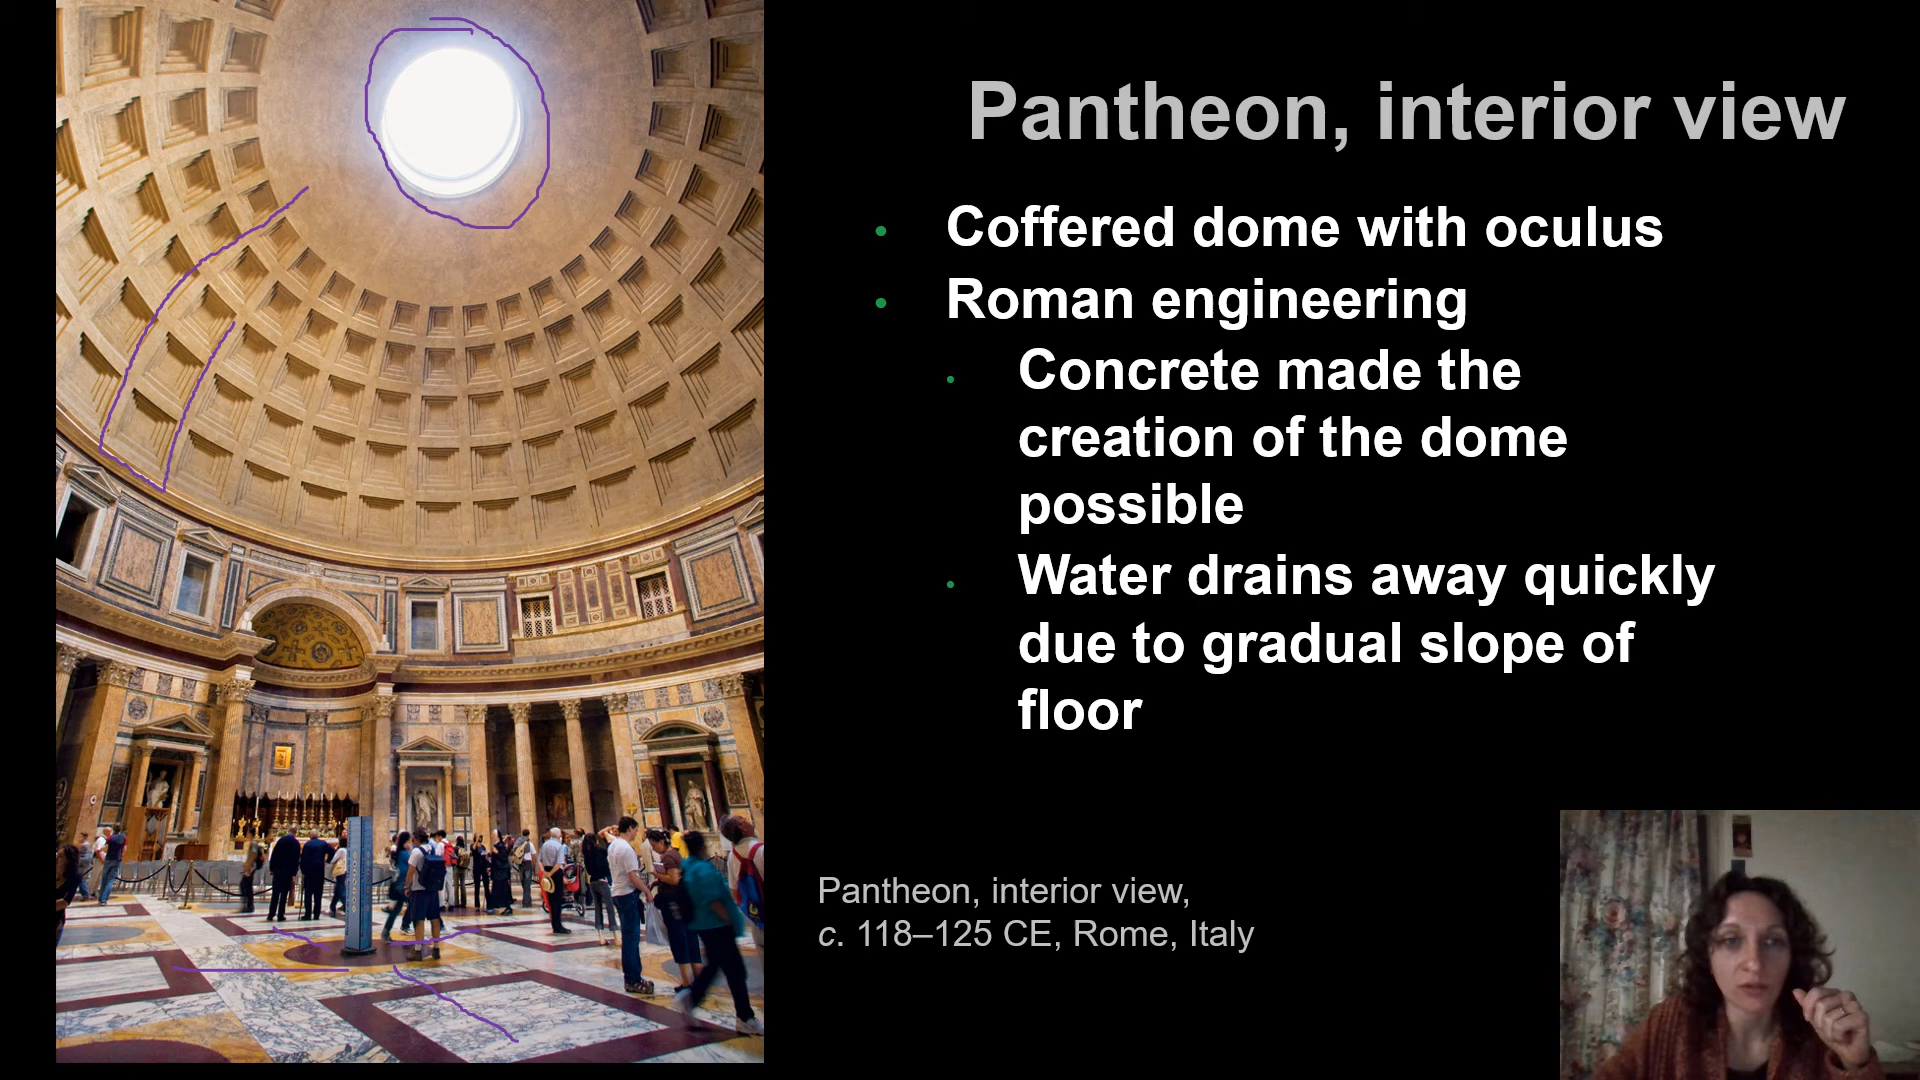 Pantheon, interior view
• Coffered dome with oculus
• Roman engineering
• Concrete made the
creation of the dome
possible
• Water drains away quickly
due to gradual slope of
floor
Pantheon, interior view,
c. 118–125 CE, Rome, Italy